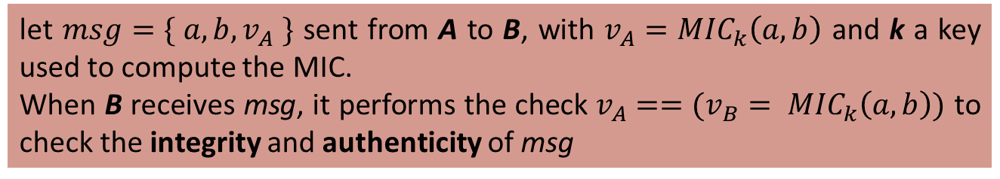 let msg = { a, b, v_A } sent from A to B, with v_A = MIC_k(a, b) and k a key
used to compute the MIC.
When B receives msg, it performs the check v_A == (v_B = MIC_k(a, b)) to
check the integrity and authenticity of msg